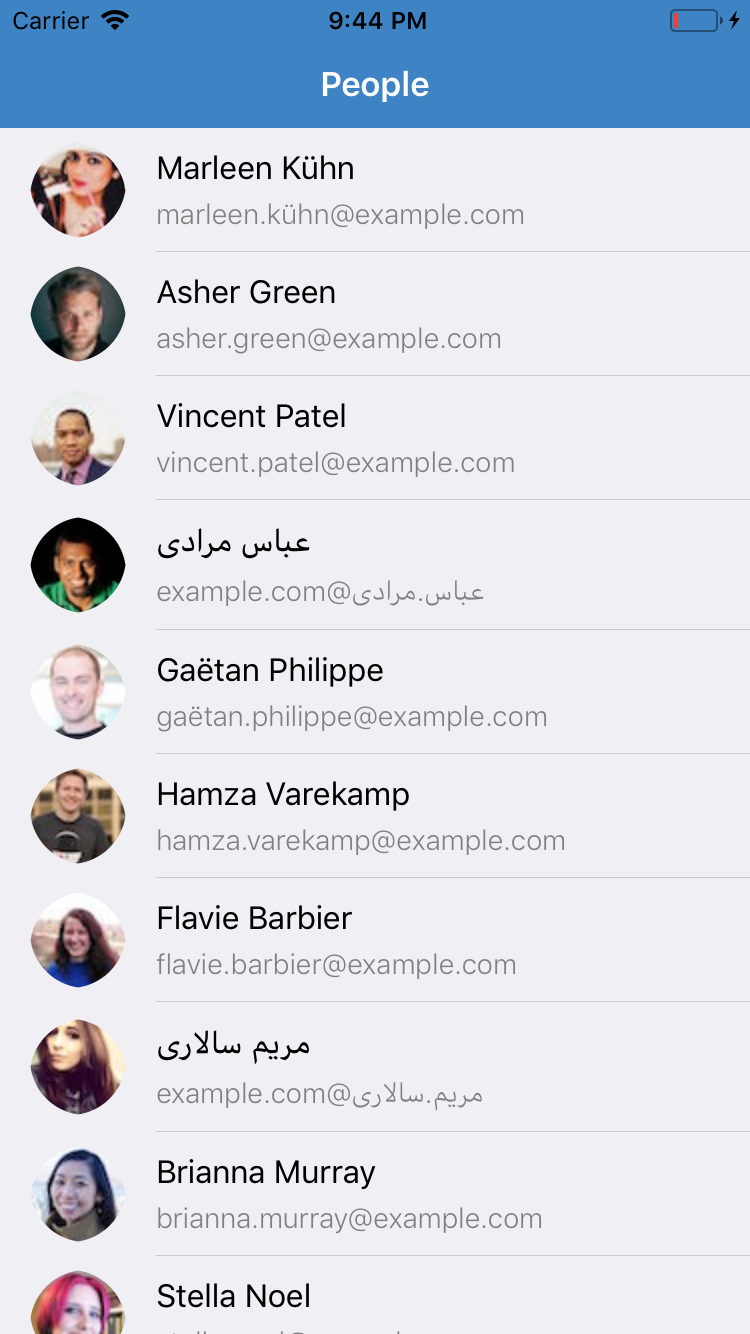 Carrier 9:44 PM
People
Marleen Kühn
marleen.kühn@example.com
Asher Green
asher.green@example.com
Vincent Patel
vincent.patel@example.com
عباس مرادی
عباس.مرادی@example.com
Gaëtan Philippe
gaëtan.philippe@example.com
Hamza Varekamp
hamza.varekamp@example.com
Flavie Barbier
flavie.barbier@example.com
مریم سالاری
مریم.سالاری@example.com
Brianna Murray
brianna.murray@example.com
Stella Noel